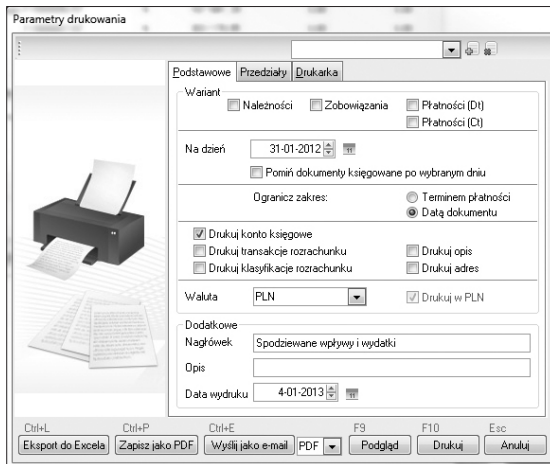 Parametry drukowania
Podstawowe Przedziały Drukarka
Wariant
Należności Zobowiązania Płatności (Dt)
Płatności (Ct)
Na dzień 31-01-2012
Pomiń dokumenty księgowane po wybranym dniu
Ogranicz zakres: Terminem płatności
Datą dokumentu
Drukuj konto księgowe
Drukuj transakcje rozrachunku Drukuj opis
Drukuj klasyfikacje rozrachunku Drukuj adres
Waluta PLN Drukuj w PLN
Dodatkowe
Nagłówek Spodziewane wpływy i wydatki
Opis
Data wydruku 4-01-2013
Ctrl+L Ctrl+P Ctrl+E F9 F10 Esc
Eksport do Excela Zapisz jako PDF Wyślij jako e-mail PDF Podgląd Drukuj Anuluj